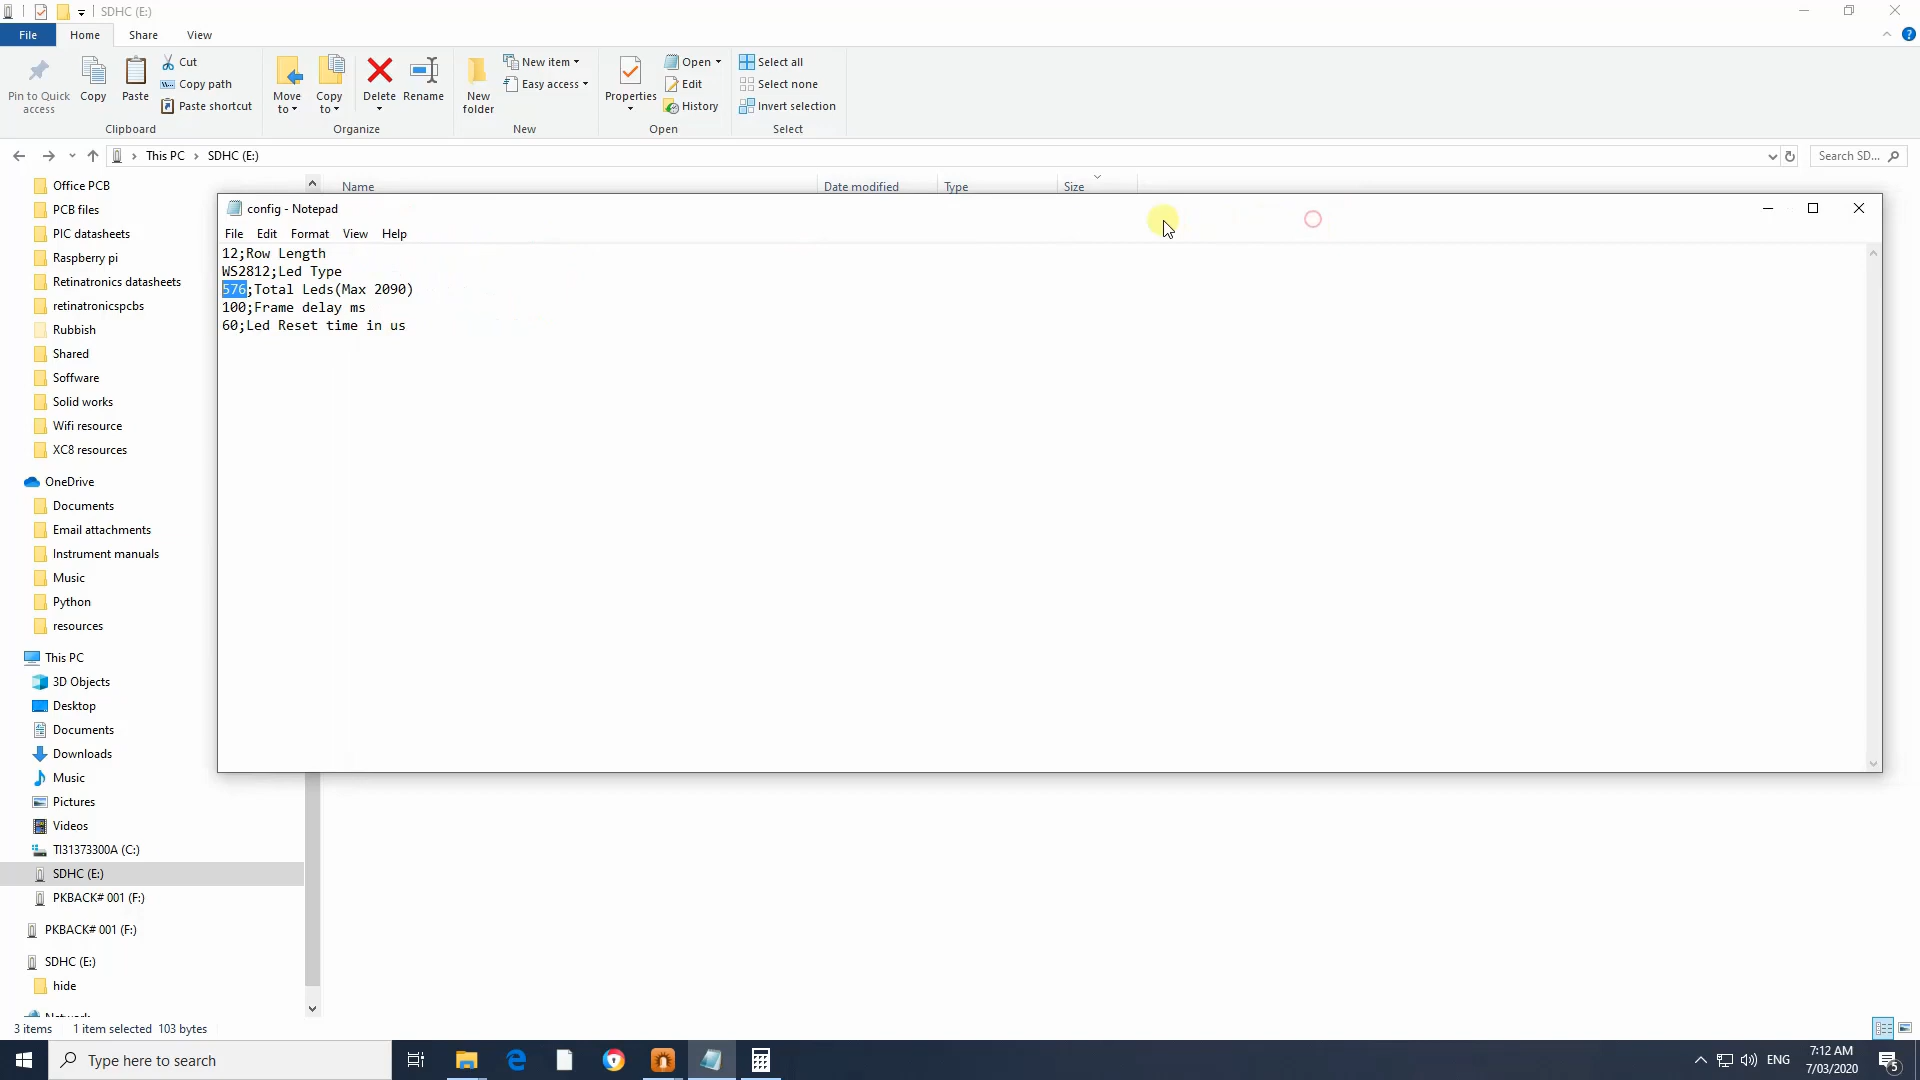 SDHC (E:)
File Home Share View
Pin to Quick access
Copy
Paste
Cut
Copy path
Paste shortcut
Clipboard
Move to
Copy to
Delete
Rename
Organize
New folder
New item
Easy access
New
Properties
Open
Edit
History
Open
Select all
Select none
Invert selection
Select
This PC SDHC (E:)
Search SD...
Name Date modified Type Size
Office PCB
PCB files
PIC datasheets
Raspberry pi
Retinatronics datasheets
retinatronicspcbs
Rubbish
Shared
Soffware
Solid works
Wifi resource
XC8 resources
OneDrive
Documents
Email attachments
Instrument manuals
Music
Python
resources
This PC
3D Objects
Desktop
Documents
Downloads
Music
Pictures
Videos
TI31373300A (C:)
SDHC (E:)
PKBACK# 001 (F:)
PKBACK# 001 (F:)
SDHC (E:)
hide
config - Notepad
File Edit Format View Help
12;Row Length
WS2812;Led Type
576;Total Leds(Max 2090)
100;Frame delay ms
60;Led Reset time in us
3 items 1 item selected 103 bytes
Type here to search
ENG
7:12 AM
7/03/2020
5